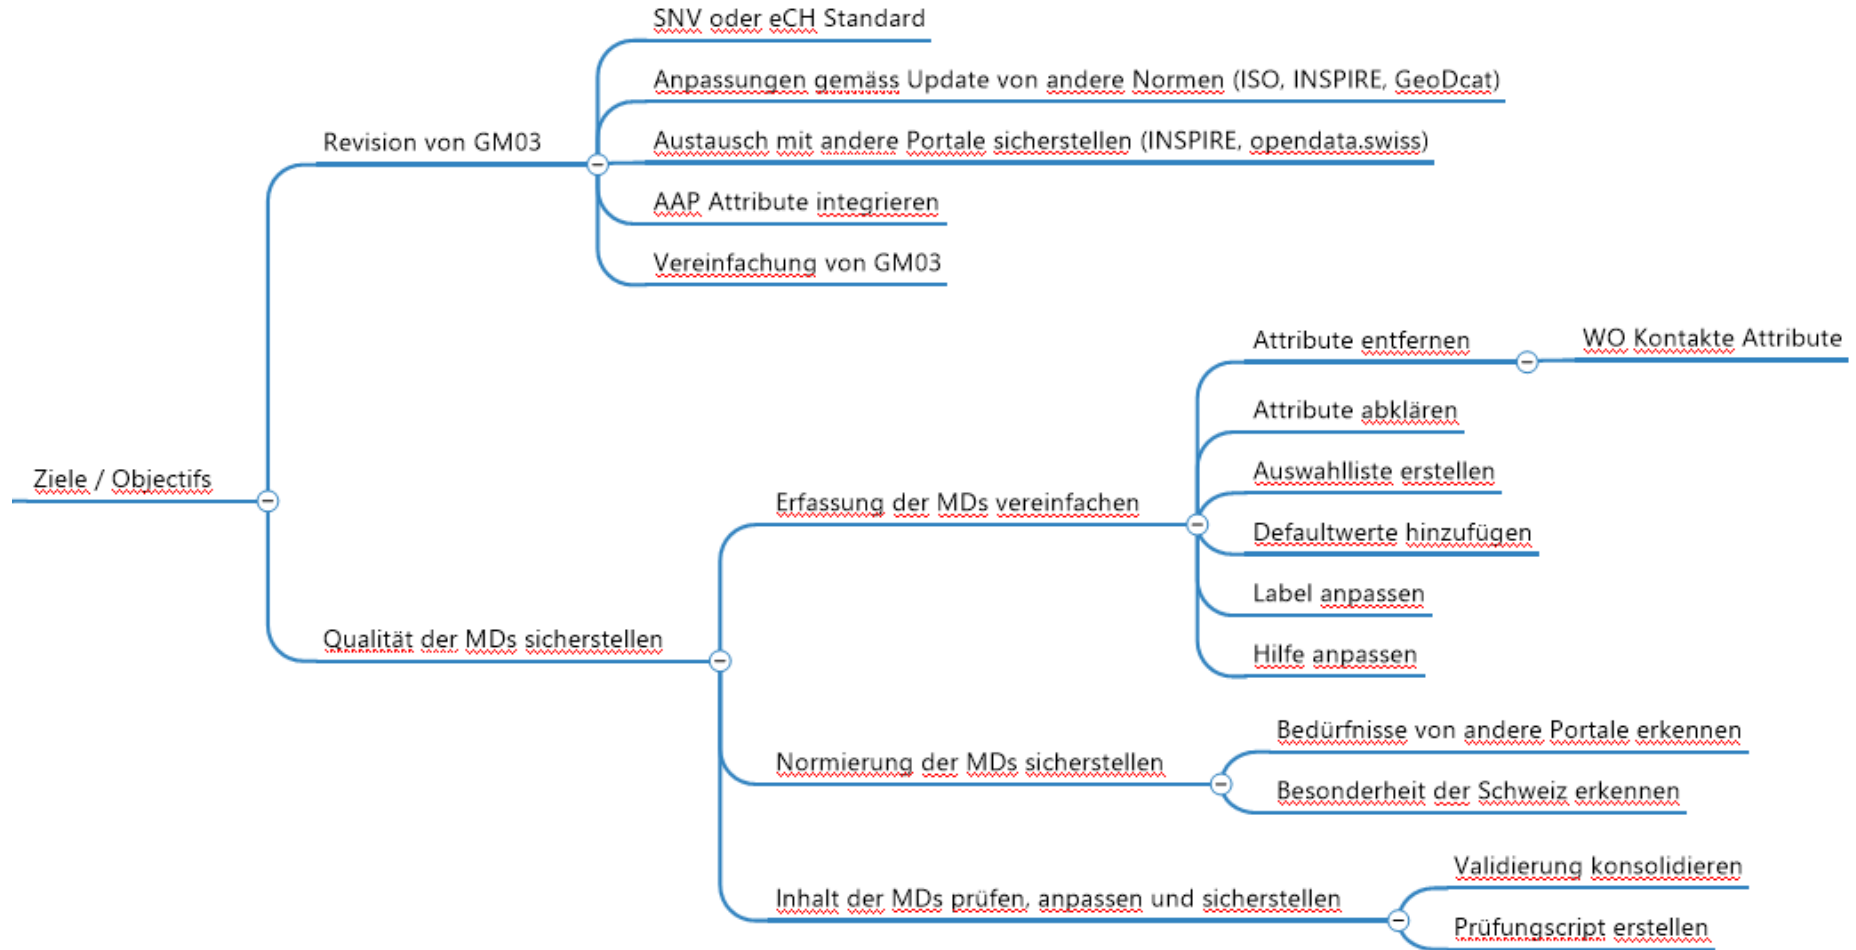 Ziele / Objectifs
Revision von GM03
SNV oder eCH Standard
Anpassungen gemäss Update von andere Normen (ISO, INSPIRE, GeoDcat)
Austausch mit andere Portale sicherstellen (INSPIRE, opendata.swiss)
AAP Attribute integrieren
Vereinfachung von GM03
Qualität der MDs sicherstellen
Erfassung der MDs vereinfachen
Attribute entfernen
WO Kontakte Attribute
Attribute abklären
Auswahlliste erstellen
Defaultwerte hinzufügen
Label anpassen
Hilfe anpassen
Normierung der MDs sicherstellen
Bedürfnisse von andere Portale erkennen
Besonderheit der Schweiz erkennen
Inhalt der MDs prüfen, anpassen und sicherstellen
Validierung konsolidieren
Prüfungscript erstellen